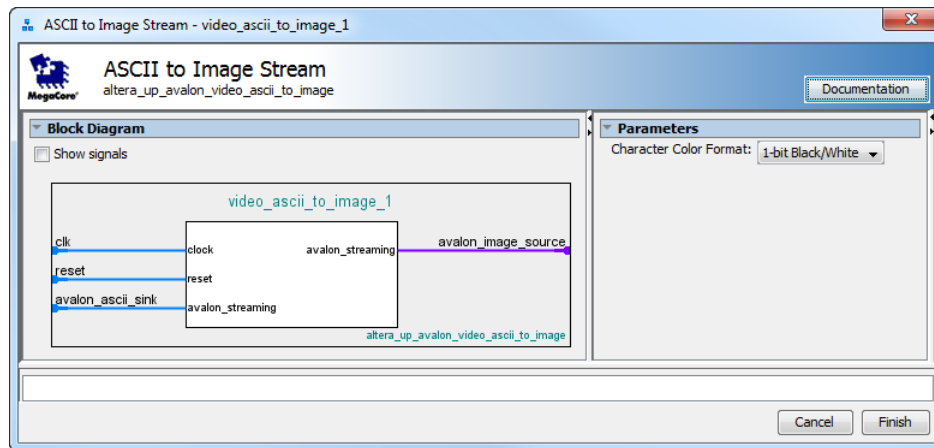 ASCII to Image Stream - video_ascii_to_image_1
X
ASCII to Image Stream
altera_up_avalon_video_ascii_to_image
MegaCore®
Documentation
Block Diagram
Show signals
video_ascii_to_image_1
clk
clock
avalon_streaming
avalon_image_source
reset
reset
avalon_ascii_sink
avalon_streaming
altera_up_avalon_video_ascii_to_image
Parameters
Character Color Format: 1-bit Black/White
Cancel
Finish